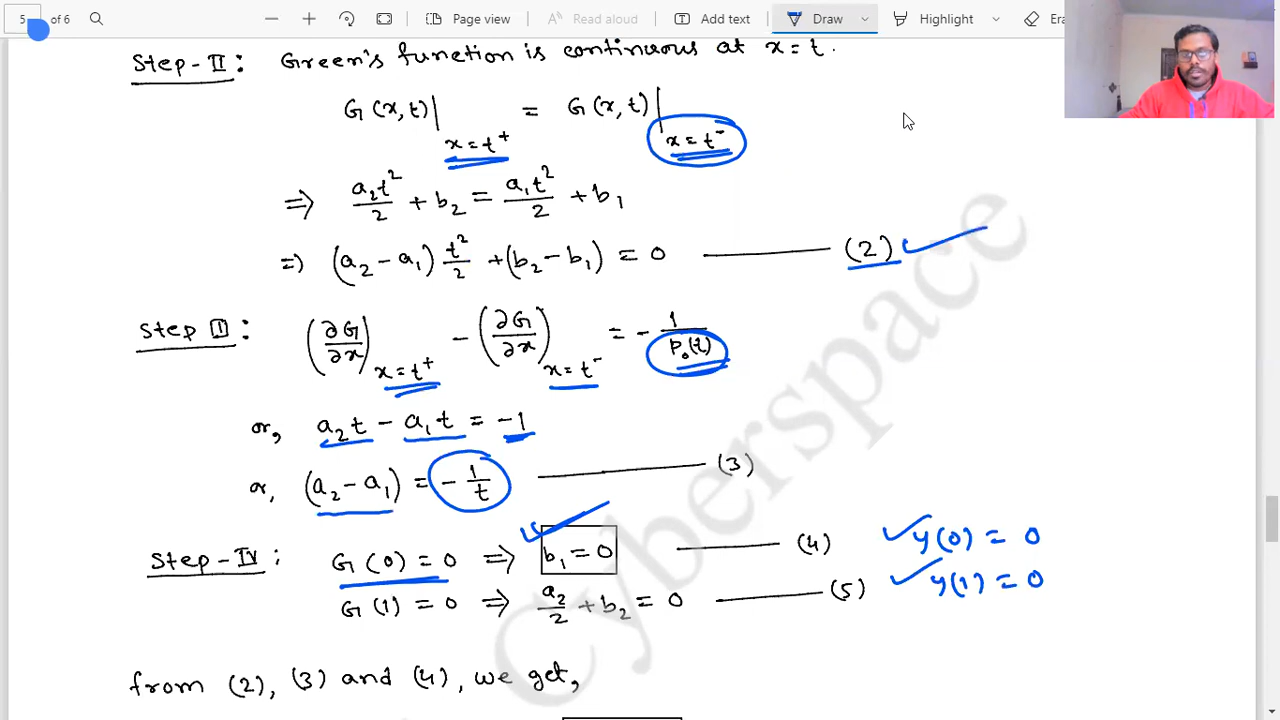 5 of 6 Page view Read aloud Add text Draw Highlight
Step-II: Green's function is continuous at x=t.
G(x,t)|x=t⁺ = G(x,t)|x=t⁻
⇒ a₂t²/2 + b₂ = a₁t²/2 + b₁
⇒ (a₂ - a₁) t²/2 + (b₂ - b₁) = 0 (2)
Step III: (∂G/∂x)x=t⁺ - (∂G/∂x)x=t⁻ = - 1/P₀(t)
or, a₂t - a₁t = -1
or, (a₂ - a₁) = - 1/t (3)
Step-IV: G(0) = 0 ⇒ b₁ = 0 (4) y(0) = 0
G(1) = 0 ⇒ a₂/2 + b₂ = 0 (5) y(1) = 0
from (2), (3) and (4), we get,
Cyberspace